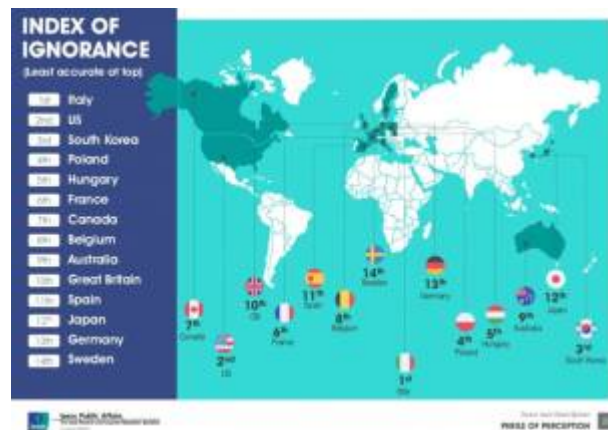 INDEX OF
IGNORANCE
(Least accurate at top)
1st Italy
2nd US
3rd South Korea
4th Poland
5th Hungary
6th France
7th Canada
8th Belgium
9th Australia
10th Great Britain
11th Spain
12th Japan
13th Germany
14th Sweden
14th
Sweden
13th
Germany
11th
Spain
12th
Japan
10th
GB
8th
Belgium
9th
Australia
5th
Hungary
7th
Canada
6th
France
4th
Poland
3rd
South Korea
2nd
US
1st
Italy
Ipsos Public Affairs
PERILS OF PERCEPTION